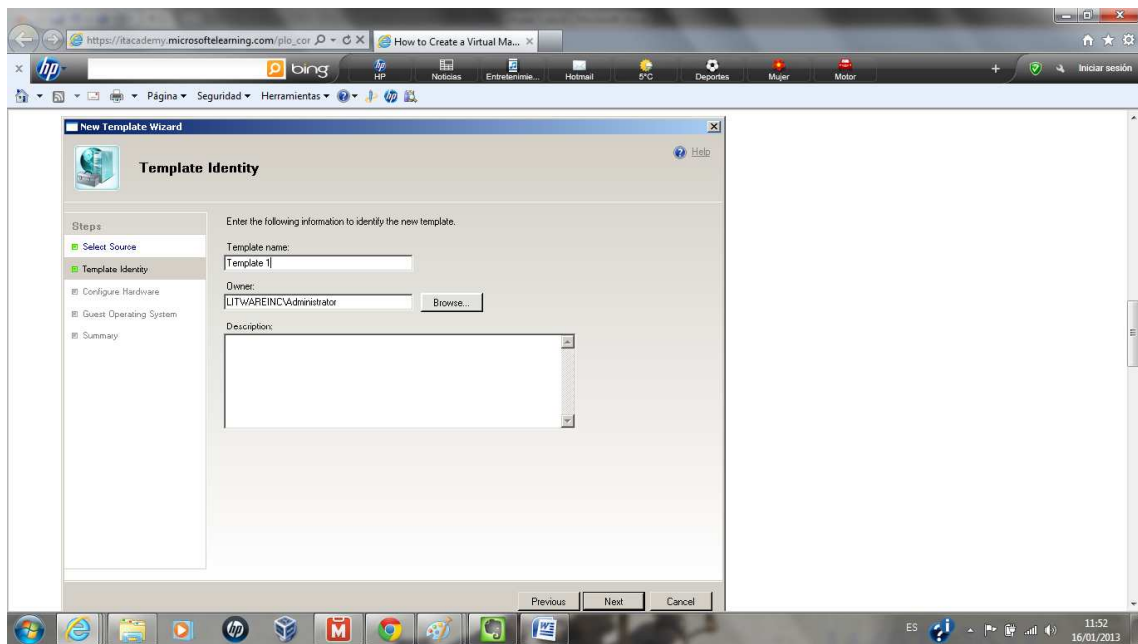 https://itacademy.microsoftelearning.com/plo_cor
How to Create a Virtual Ma...
hp
bing
HP
Noticias
Entretenimie...
Hotmail
5°C
Deportes
Mujer
Motor
Iniciar sesión
Página
Seguridad
Herramientas
New Template Wizard
Template Identity
Help
Steps
Select Source
Template Identity
Configure Hardware
Guest Operating System
Summary
Enter the following information to identify the new template.
Template name:
Template 1
Owner:
LITWAREINC\Administrator
Browse...
Description:
Previous
Next
Cancel
ES
11:52
16/01/2013